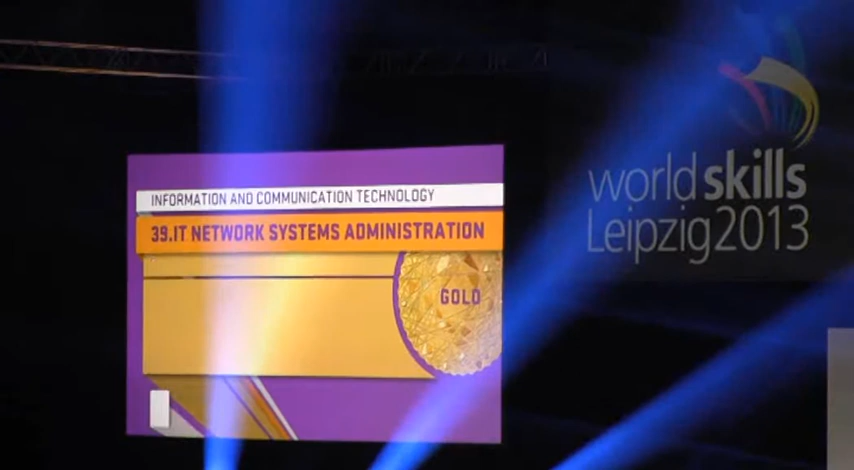 INFORMATION AND COMMUNICATION TECHNOLOGY
39.IT NETWORK SYSTEMS ADMINISTRATION
GOLD
worldskills
Leipzig2013